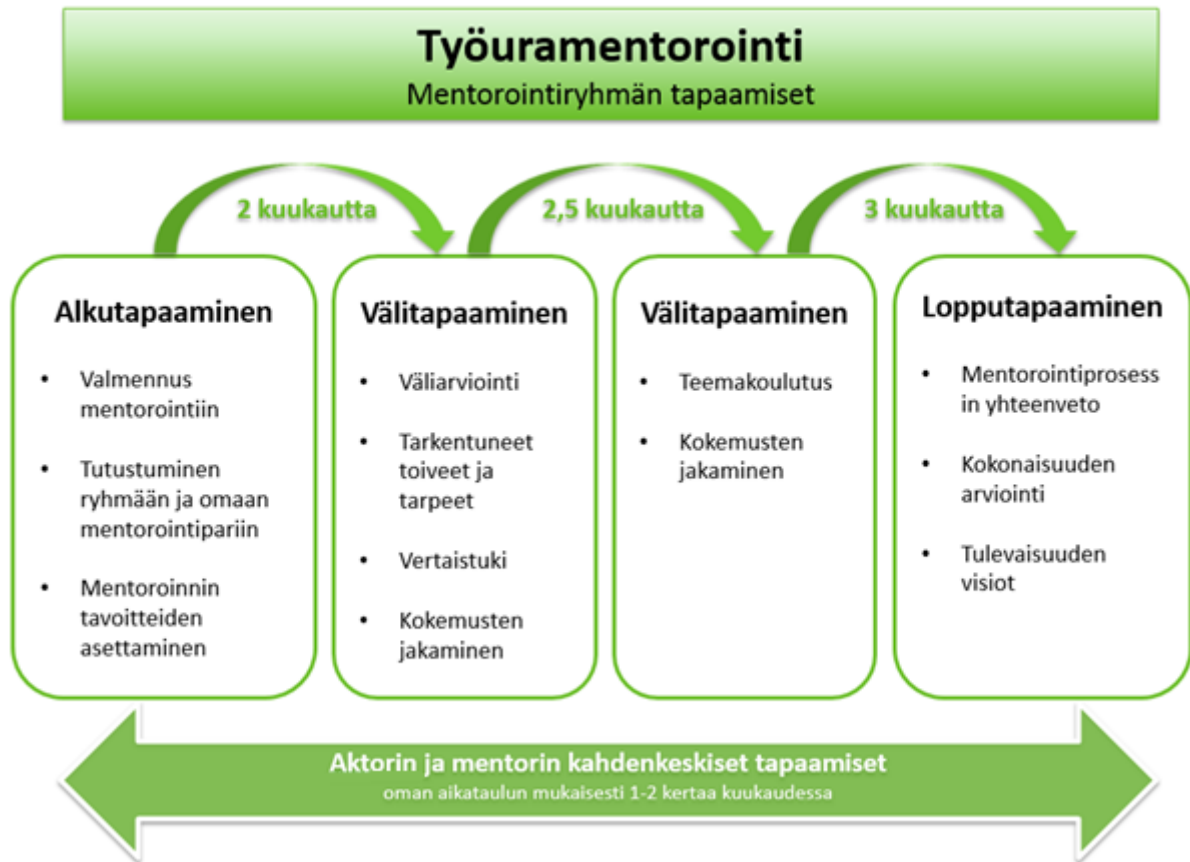 Työuramentorointi
Mentorointiryhmän tapaamiset
2 kuukautta
2,5 kuukautta
3 kuukautta
Alkutapaaminen
• Valmennus
mentorointiin
• Tutustuminen
ryhmään ja omaan
mentorointipariin
• Mentoroinnin
tavoitteiden
asettaminen
Välitapaaminen
• Väliarviointi
• Tarkentuneet
toiveet ja
tarpeet
• Vertaistuki
• Kokemusten
jakaminen
Välitapaaminen
• Teemakoulutus
• Kokemusten
jakaminen
Lopputapaaminen
• Mentorointiprosess
in yhteenveto
• Kokonaisuuden
arviointi
• Tulevaisuuden
visiot
Aktorin ja mentorin kahdenkeskiset tapaamiset
oman aikataulun mukaisesti 1-2 kertaa kuukaudessa